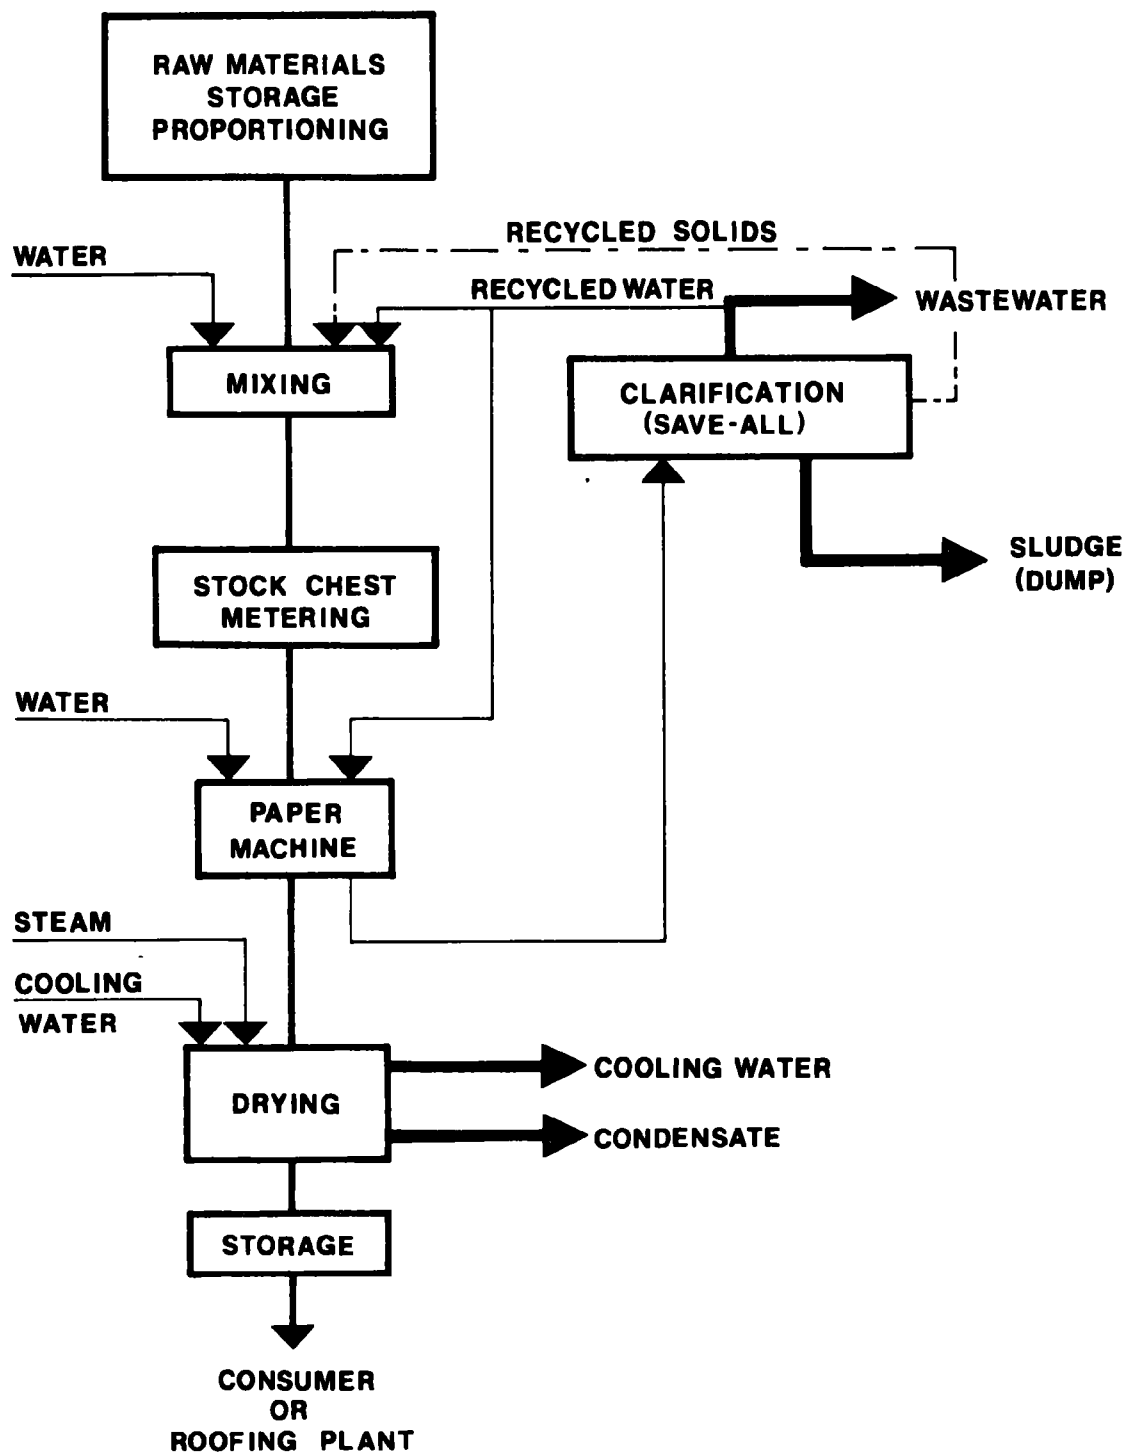 RAW MATERIALS
STORAGE
PROPORTIONING
RECYCLED SOLIDS
WATER
RECYCLED WATER
WASTEWATER
MIXING
CLARIFICATION
(SAVE-ALL)
SLUDGE
(DUMP)
STOCK CHEST
METERING
WATER
PAPER
MACHINE
STEAM
COOLING
WATER
COOLING WATER
DRYING
CONDENSATE
STORAGE
CONSUMER
OR
ROOFING PLANT